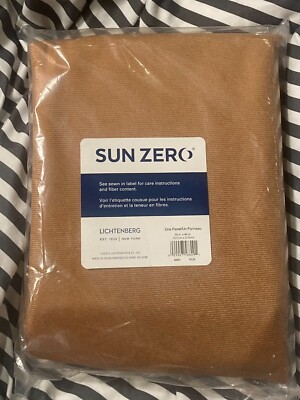 SUN ZERO®
See sewn in label for care instructions
and fiber content.
Voir l'étiquette cousue pour les instructions
d'entretien et la teneur en fibres.
LICHTENBERG
EST. 1933 | NEW YORK
One Panel/Un Panneau